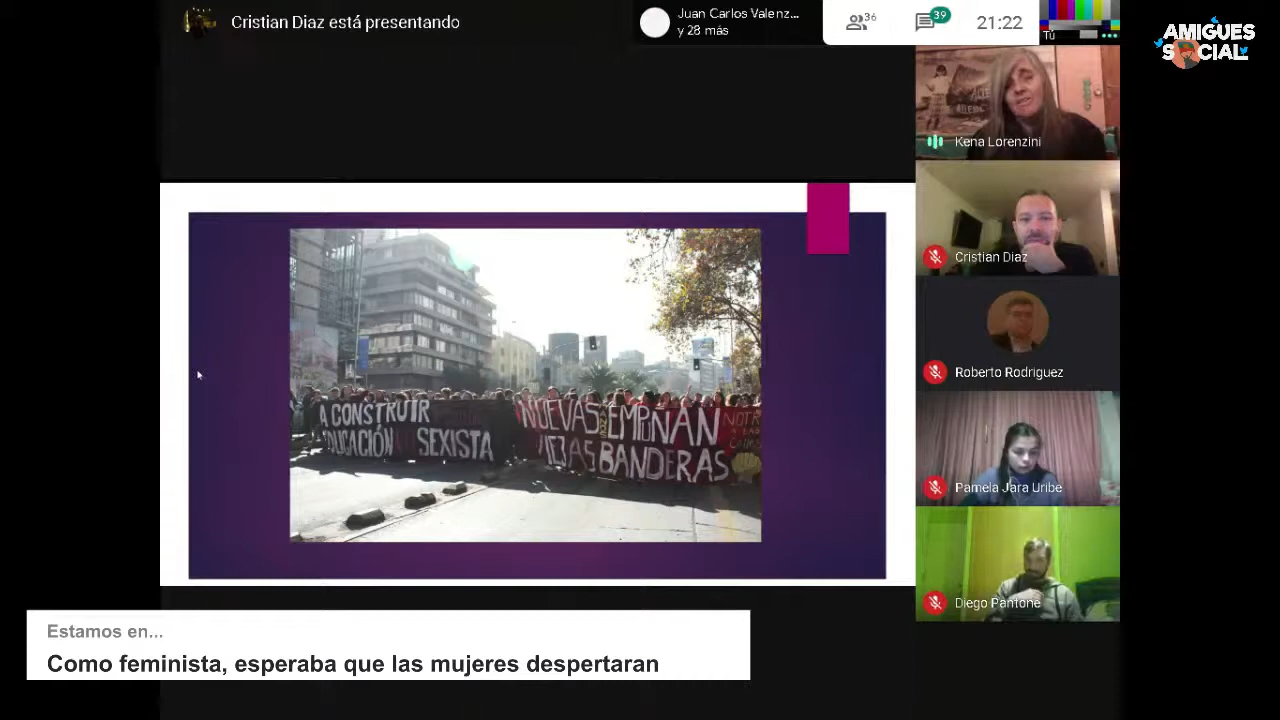 Cristian Diaz está presentando
Juan Carlos Valenz...
y 28 más
36
39
21:22
Tú
AMIGUES
SOCIAL
Kena Lorenzini
Cristian Diaz
Roberto Rodriguez
Pamela Jara Uribe
Diego Pantone
A CONSTRUIR
EDUCACIÓN SEXISTA
NUEVAS EMPUÑAN
VIEJAS BANDERAS
Estamos en...
Como feminista, esperaba que las mujeres despertaran